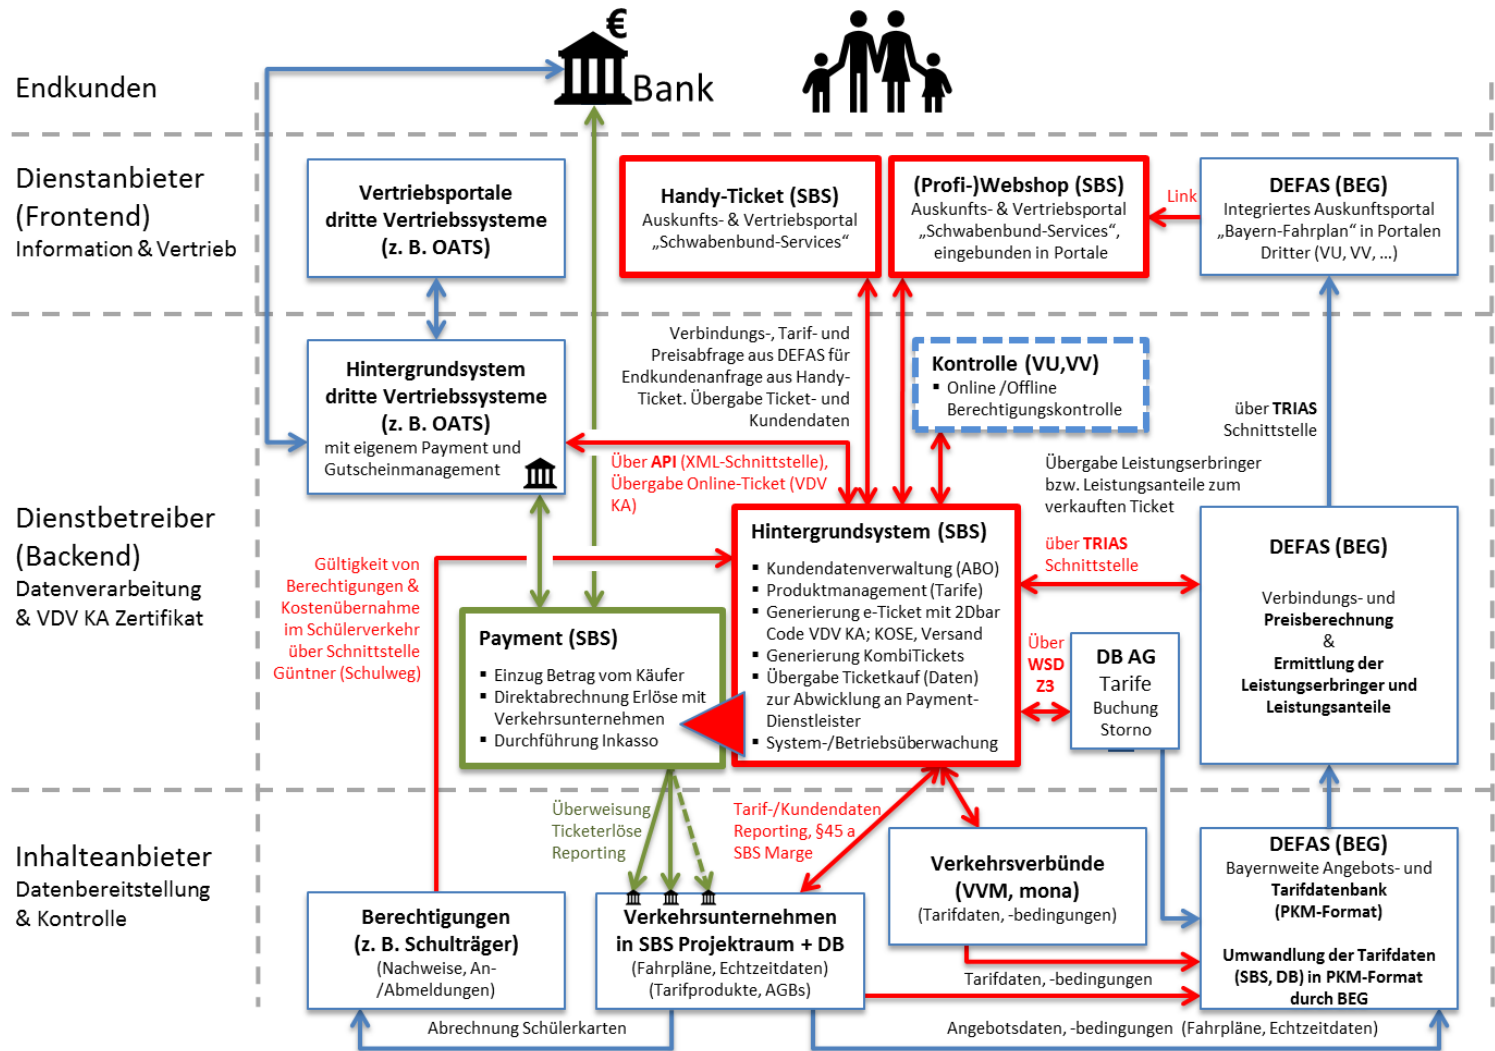 €
Bank
Endkunden
Dienstanbieter
(Frontend)
Information & Vertrieb
Vertriebsportale
dritte Vertriebssysteme
(z. B. OATS)
Handy-Ticket (SBS)
Auskunfts- & Vertriebsportal
„Schwabenbund-Services“
(Profi-)Webshop (SBS)
Auskunfts- & Vertriebsportal
„Schwabenbund-Services“,
eingebunden in Portale
Link
DEFAS (BEG)
Integriertes Auskunftsportal
„Bayern-Fahrplan“ in Portalen
Dritter (VU, VV, ...)
Dienstbetreiber
(Backend)
Datenverarbeitung
& VDV KA Zertifikat
Hintergrundsystem
dritte Vertriebssysteme
(z. B. OATS)
mit eigenem Payment und
Gutscheinmanagement
Verbindungs-, Tarif- und
Preisabfrage aus DEFAS für
Endkundenanfrage aus Handy-
Ticket. Übergabe Ticket- und
Kundendaten
Kontrolle (VU,VV)
▪ Online /Offline
Berechtigungskontrolle
über TRIAS
Schnittstelle
Über API (XML-Schnittstelle),
Übergabe Online-Ticket (VDV
KA)
Übergabe Leistungserbringer
bzw. Leistungsanteile zum
verkauften Ticket
über TRIAS
Schnittstelle
Gültigkeit von
Berechtigungen &
Kostenübernahme
im Schülerverkehr
über Schnittstelle
Güntner (Schulweg)
Payment (SBS)
▪ Einzug Betrag vom Käufer
▪ Direktabrechnung Erlöse mit
Verkehrsunternehmen
▪ Durchführung Inkasso
Hintergrundsystem (SBS)
▪ Kundendatenverwaltung (ABO)
▪ Produktmanagement (Tarife)
▪ Generierung e-Ticket mit 2Dbar
Code VDV KA; KOSE, Versand
▪ Generierung KombiTickets
▪ Übergabe Ticketkauf (Daten)
zur Abwicklung an Payment-
Dienstleister
▪ System-/Betriebsüberwachung
Über
WSD
Z3
DB AG
Tarife
Buchung
Storno
DEFAS (BEG)
Verbindungs- und
Preisberechnung
&
Ermittlung der
Leistungserbringer und
Leistungsanteile
Inhalteanbieter
Datenbereitstellung
& Kontrolle
Überweisung
Ticketerlöse
Reporting
Tarif-/Kundendaten
Reporting, §45 a
SBS Marge
Berechtigungen
(z. B. Schulträger)
(Nachweise, An-
/Abmeldungen)
Verkehrsunternehmen
in SBS Projektraum + DB
(Fahrpläne, Echtzeitdaten)
(Tarifprodukte, AGBs)
Verkehrsverbünde
(VVM, mona)
(Tarifdaten, -bedingungen)
Tarifdaten, -bedingungen
DEFAS (BEG)
Bayernweite Angebots- und
Tarifdatenbank
(PKM-Format)
Umwandlung der Tarifdaten
(SBS, DB) in PKM-Format
durch BEG
Abrechnung Schülerkarten
Angebotsdaten, -bedingungen (Fahrpläne, Echtzeitdaten)